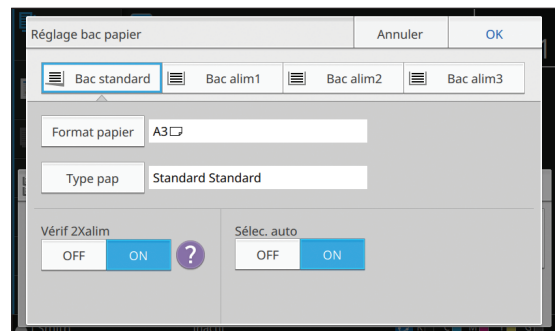 Réglage bac papier Annuler OK
Bac standard Bac alim1 Bac alim2 Bac alim3
Format papier A3
Type pap Standard Standard
Vérif 2Xalim Sélec. auto
OFF ON ? OFF ON